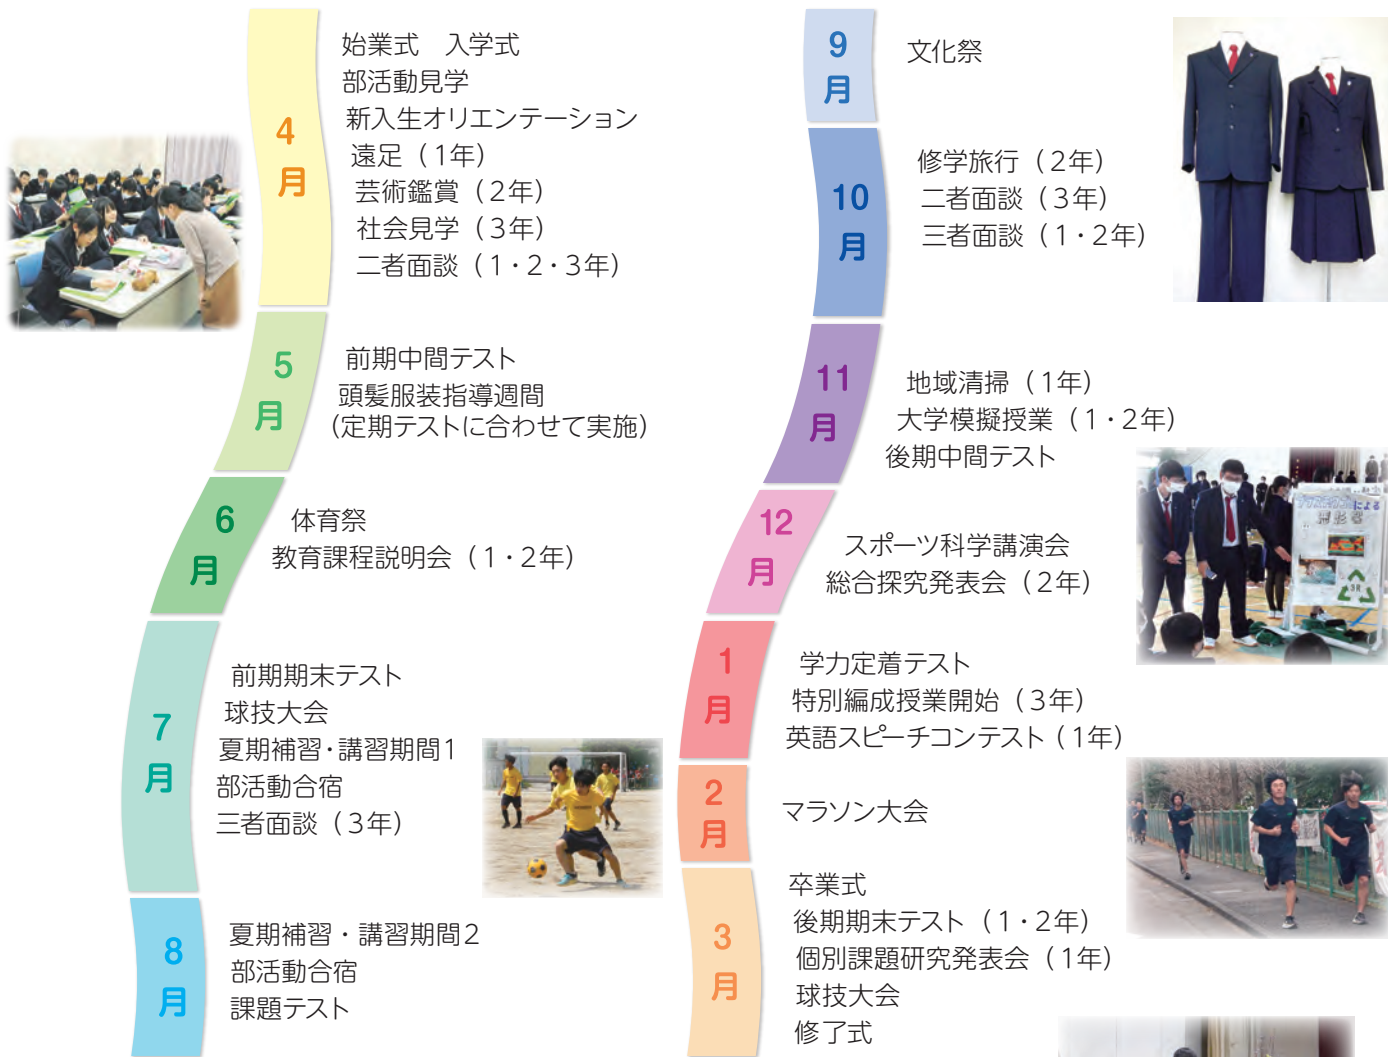 4
月
始業式　入学式
部活動見学
新入生オリエンテーション
遠足（1年）
芸術鑑賞（2年）
社会見学（3年）
二者面談（1・2・3年）
5
月
前期中間テスト
頭髪服装指導週間
(定期テストに合わせて実施)
6
月
体育祭
教育課程説明会（1・2年）
7
月
前期期末テスト
球技大会
夏期補習・講習期間1
部活動合宿
三者面談（3年）
8
月
夏期補習・講習期間2
部活動合宿
課題テスト
9
月
文化祭
10
月
修学旅行（2年）
二者面談（3年）
三者面談（1・2年）
11
月
地域清掃（1年）
大学模擬授業（1・2年）
後期中間テスト
12
月
スポーツ科学講演会
総合探究発表会（2年）
による
3R
1
月
学力定着テスト
特別編成授業開始（3年）
英語スピーチコンテスト（1年）
2
月
マラソン大会
3
月
卒業式
後期期末テスト（1・2年）
個別課題研究発表会（1年）
球技大会
修了式